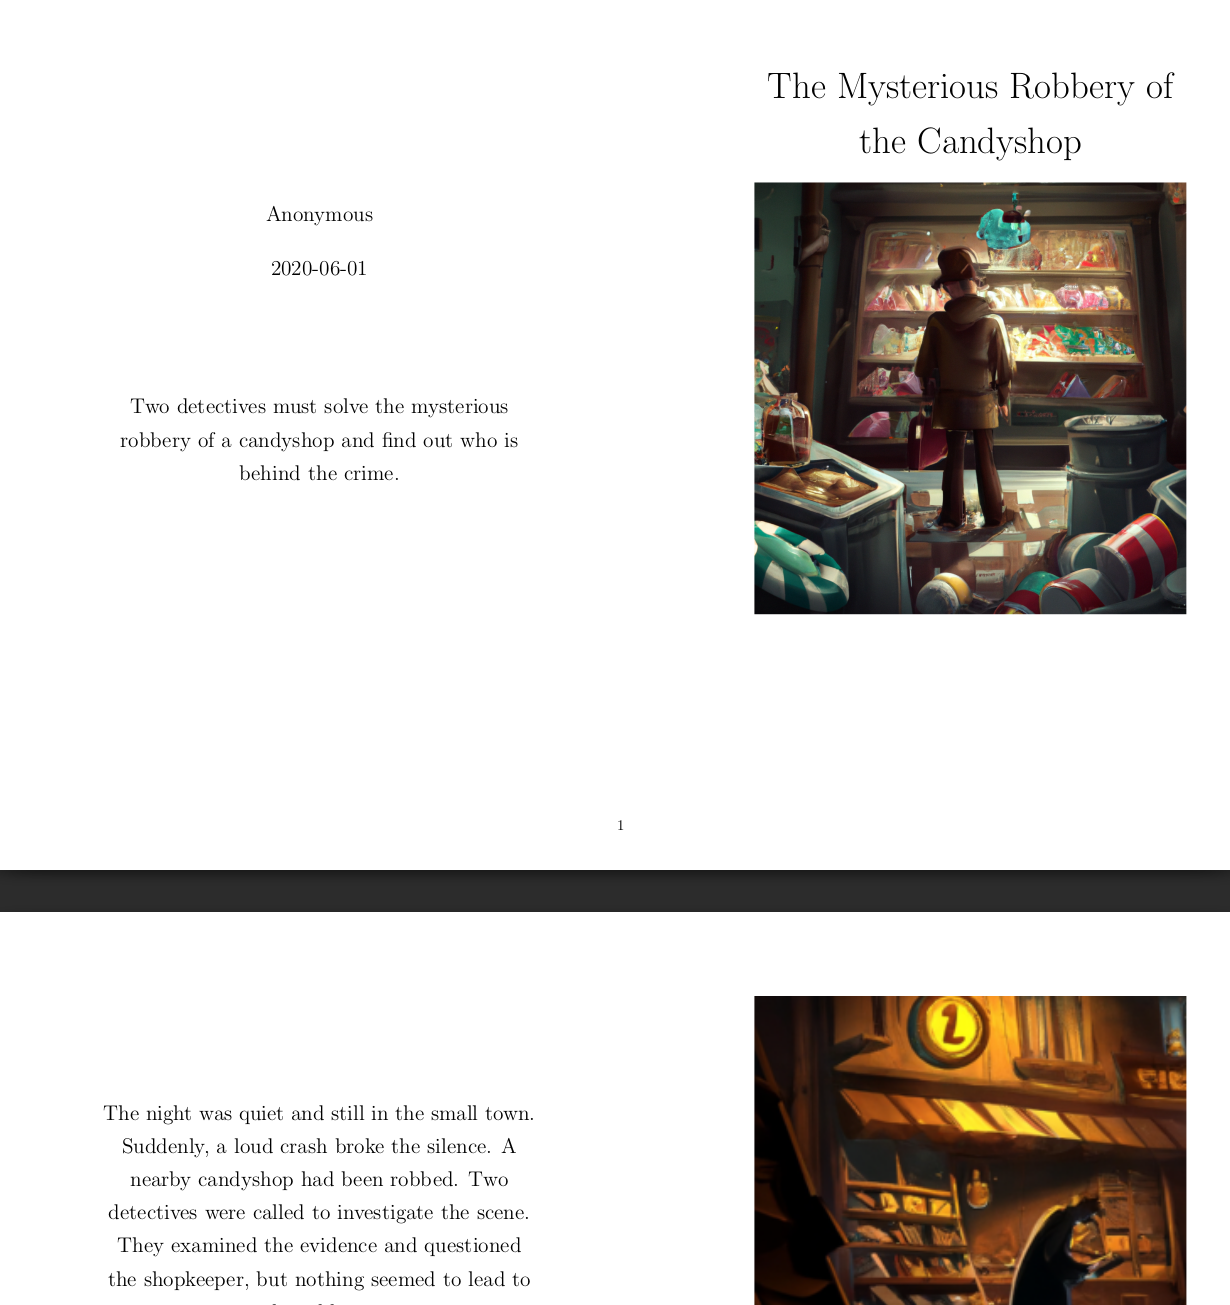 The Mysterious Robbery of
the Candyshop
Anonymous
2020-06-01
Two detectives must solve the mysterious
robbery of a candyshop and find out who is
behind the crime.
1
The night was quiet and still in the small town.
Suddenly, a loud crash broke the silence. A
nearby candyshop had been robbed. Two
detectives were called to investigate the scene.
They examined the evidence and questioned
the shopkeeper, but nothing seemed to lead to